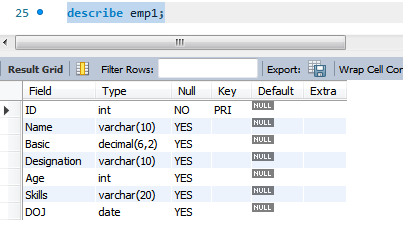 25 describe emp1;
Result Grid Filter Rows: Export: Wrap Cell Con
Field Type Null Key Default Extra
ID int NO PRI NULL
Name varchar(10) YES NULL
Basic decimal(6,2) YES NULL
Designation varchar(10) YES NULL
Age int YES NULL
Skills varchar(20) YES NULL
DOJ date YES NULL